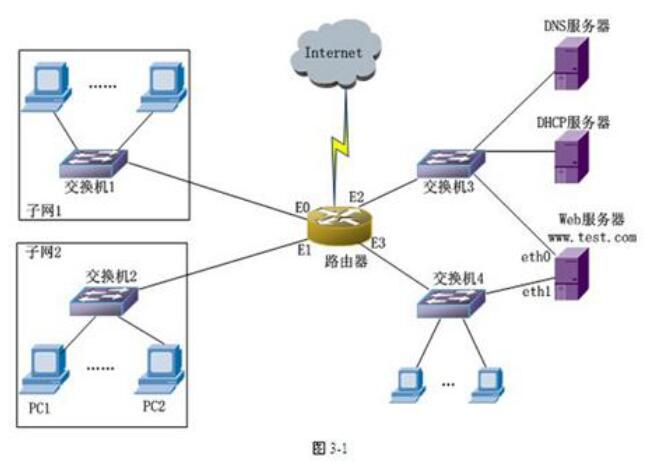 DNS服务器
Internet
DHCP服务器
交换机1
交换机3
子网1
E0
E2
Web服务器
www.test.com
子网2
E1
E3
路由器
eth0
交换机2
交换机4
eth1
……
……
…
PC1
PC2
图 3-1